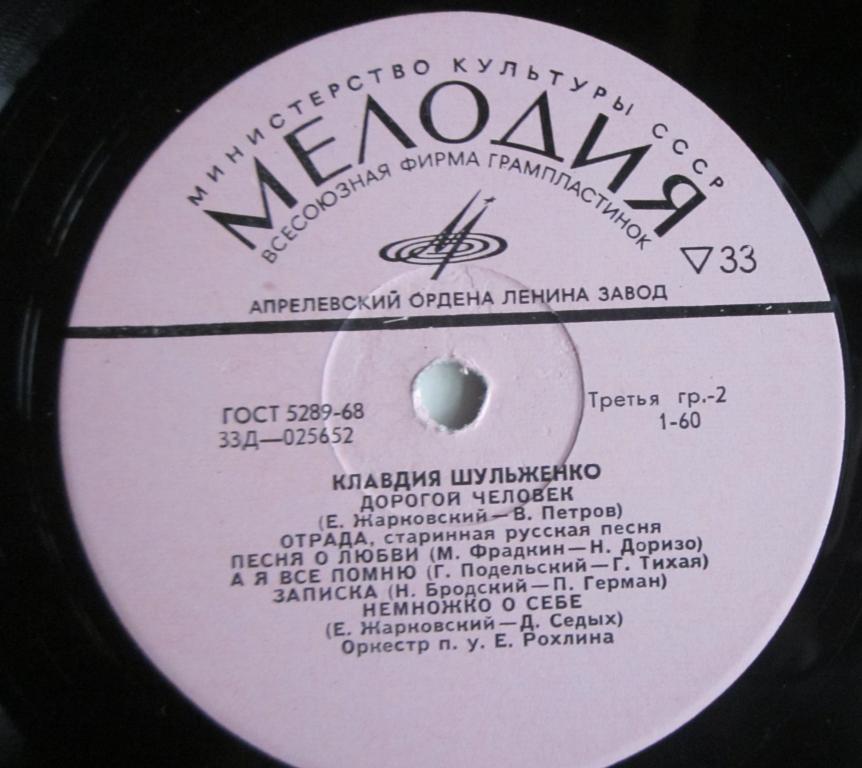 МИНИСТЕРСТВО КУЛЬТУРЫ СССР
МЕЛОДИЯ
ВСЕСОЮЗНАЯ ФИРМА ГРАМПЛАСТИНОК
33
АПРЕЛЕВСКИЙ ОРДЕНА ЛЕНИНА ЗАВОД
ГОСТ 5289-68
33Д—025652
Третья гр.-2
1-60
КЛАВДИЯ ШУЛЬЖЕНКО
ДОРОГОЙ ЧЕЛОВЕК
(Е. Жарковский — В. Петров)
ОТРАДА, старинная русская песня
ПЕСНЯ О ЛЮБВИ (М. Фрадкин — Н. Доризо)
А Я ВСЕ ПОМНЮ (Г. Подельский — Г. Тихая)
ЗАПИСКА (Н. Бродский — П. Герман)
НЕМНОЖКО О СЕБЕ
(Е. Жарковский — Д. Седых)
Оркестр п. у. Е. Рохлина